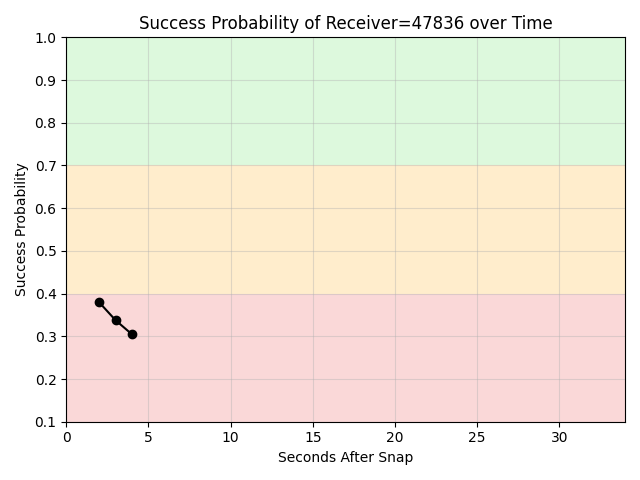 Success Probability of Receiver=47836 over Time
1.0
0.9
0.8
0.7
0.6
0.5
0.4
0.3
0.2
0.1
Success Probability
0 5 10 15 20 25 30
Seconds After Snap